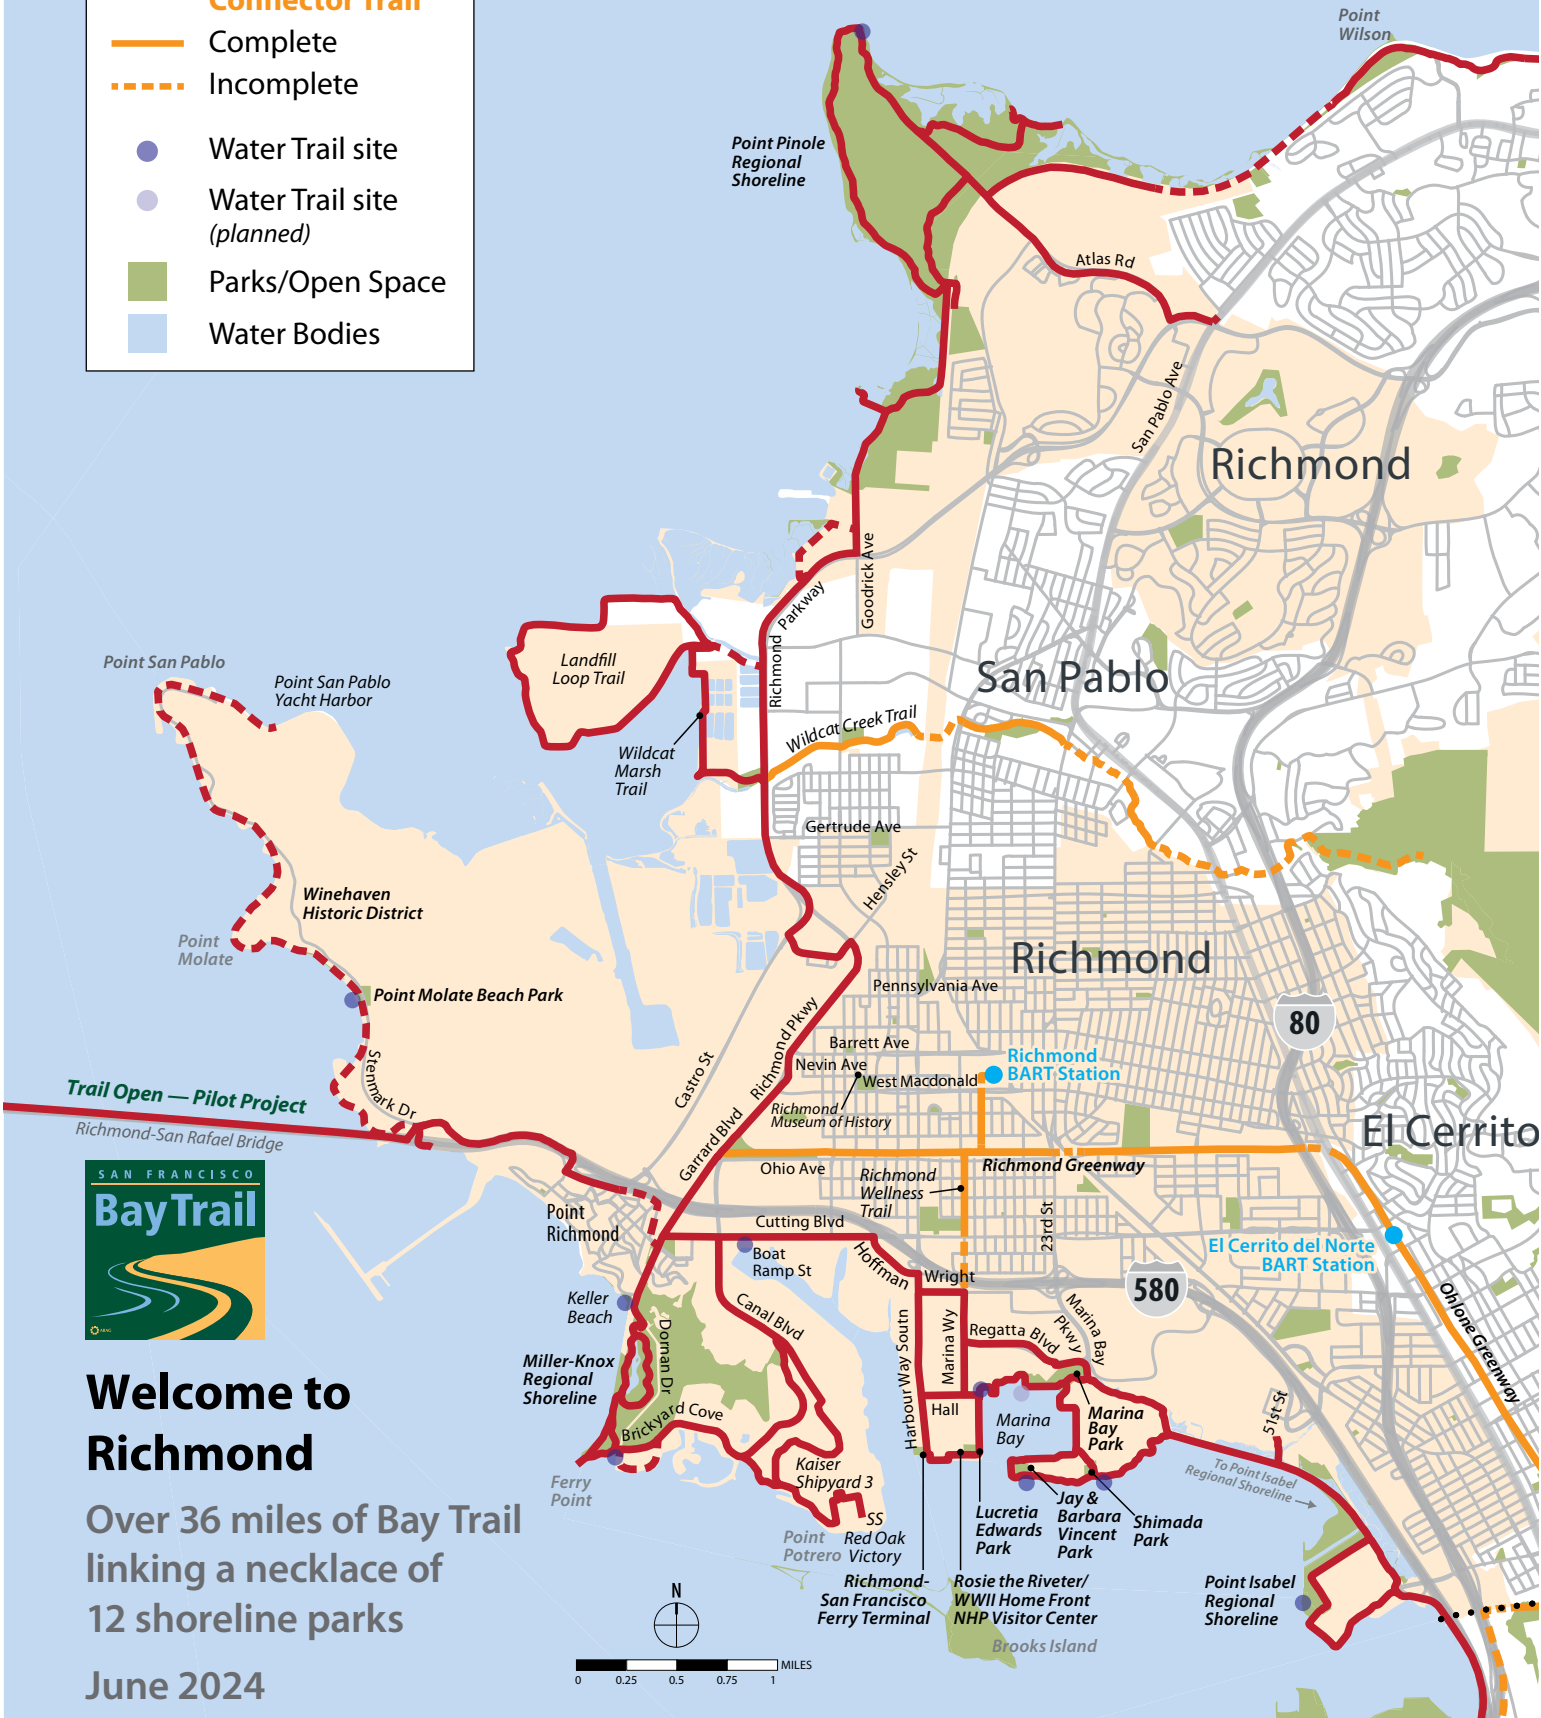 Connector Trail
Complete
Incomplete
Water Trail site
Water Trail site
(planned)
Parks/Open Space
Water Bodies
Point
Wilson
Point Pinole
Regional
Shoreline
Atlas Rd
San Pablo Ave
Richmond
Goodrick Ave
Parkway
Richmond
Landfill
Loop Trail
San Pablo
Point San Pablo
Point San Pablo
Yacht Harbor
Wildcat Creek Trail
Wildcat
Marsh
Trail
Gertrude Ave
Hensley St
Winehaven
Historic District
Point
Molate
Richmond
Pennsylvania Ave
Point Molate Beach Park
80
Richmond Pkwy
Barrett Ave
Nevin Ave
West Macdonald
Richmond
BART Station
Castro St
Stenmark Dr
Richmond
Museum of History
Trail Open — Pilot Project
Richmond-San Rafael Bridge
El Cerrito
Garrard Blvd
Ohio Ave
Richmond Greenway
Richmond
Wellness
Trail
SAN FRANCISCO
Bay Trail
ABAG
Point
Richmond
Cutting Blvd
23rd St
El Cerrito del Norte
BART Station
Boat
Ramp St
Hoffman
Wright
580
Keller
Beach
Canal Blvd
Dornan Dr
Harbour Way South
Marina Wy
Regatta Blvd
Marina Bay
Pkwy
Ohlone Greenway
Miller-Knox
Regional
Shoreline
Brickyard Cove
Hall
Marina
Bay
Marina
Bay
Park
51st St
To Point Isabel
Regional Shoreline
Welcome to
Richmond
Kaiser
Shipyard 3
Ferry
Point
SS
Red Oak
Victory
Point
Potrero
Lucretia
Edwards
Park
Jay &
Barbara
Vincent
Park
Shimada
Park
Over 36 miles of Bay Trail
linking a necklace of
12 shoreline parks
Richmond-
San Francisco
Ferry Terminal
Rosie the Riveter/
WWII Home Front
NHP Visitor Center
Point Isabel
Regional
Shoreline
Brooks Island
N
MILES
0 0.25 0.5 0.75 1
June 2024